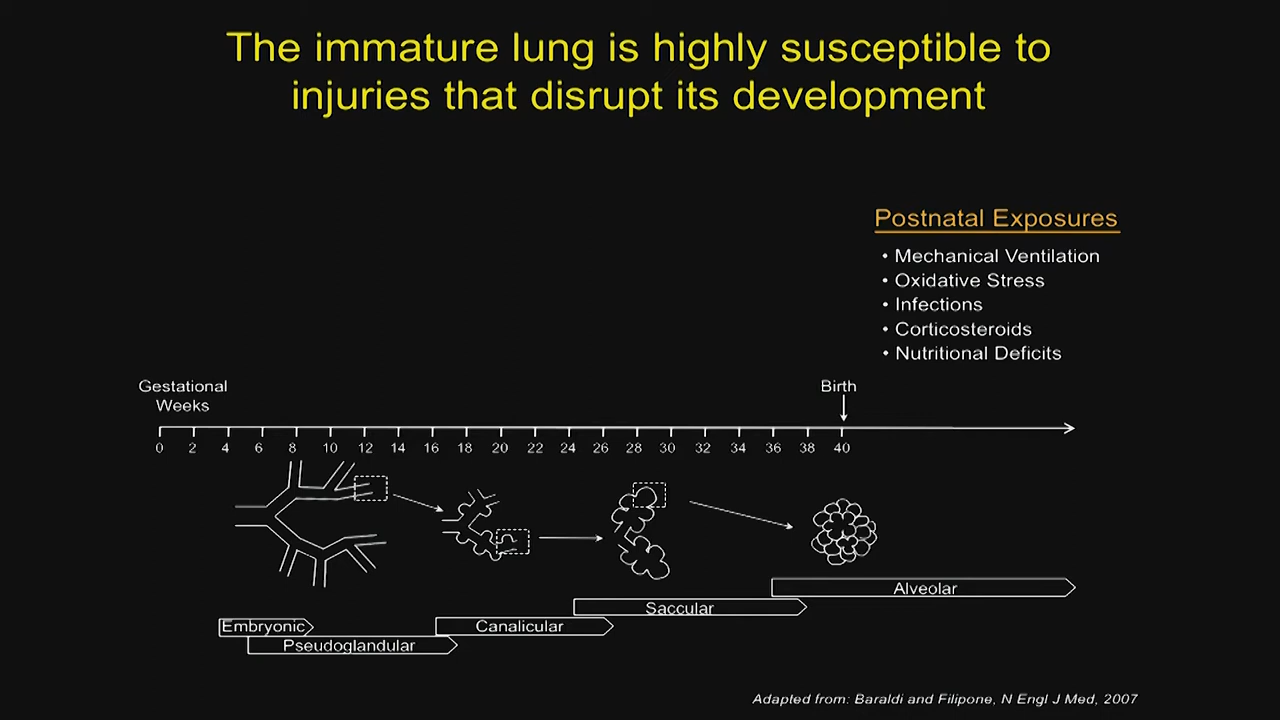 The immature lung is highly susceptible to
injuries that disrupt its development
Postnatal Exposures
• Mechanical Ventilation
• Oxidative Stress
• Infections
• Corticosteroids
• Nutritional Deficits
Gestational
Weeks
Birth
0 2 4 6 8 10 12 14 16 18 20 22 24 26 28 30 32 34 36 38 40
Alveolar
Saccular
Embryonic
Canalicular
Pseudoglandular
Adapted from: Baraldi and Filipone, N Engl J Med, 2007